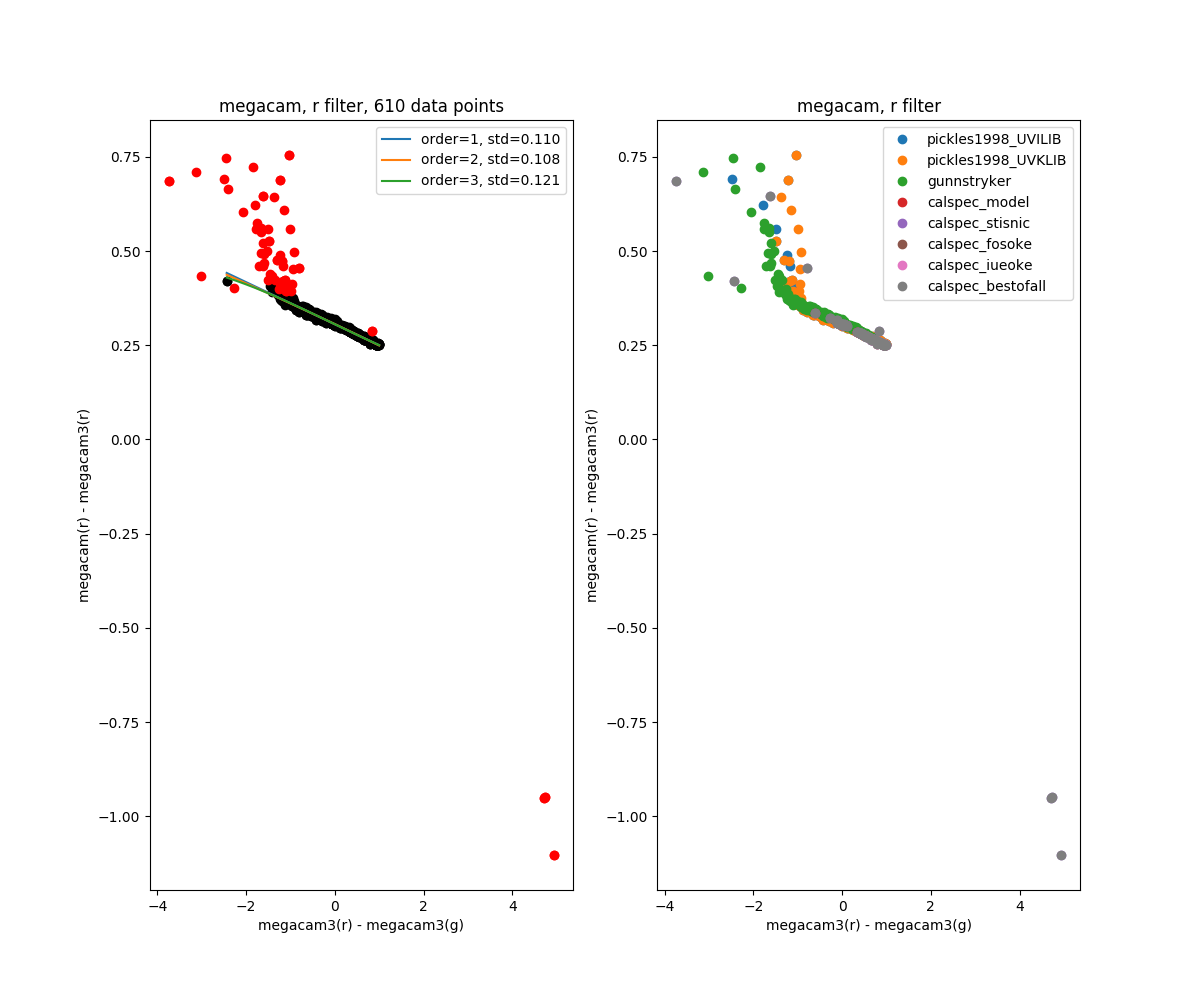 megacam, r filter, 610 data points
order=1, std=0.110
order=2, std=0.108
order=3, std=0.121
0.75
0.50
0.25
0.00
−0.25
−0.50
−0.75
−1.00
megacam(r) - megacam3(r)
−4
−2
0
2
4
megacam3(r) - megacam3(g)
megacam, r filter
pickles1998_UVILIB
pickles1998_UVKLIB
gunnstryker
calspec_model
calspec_stisnic
calspec_fosoke
calspec_iueoke
calspec_bestofall
0.75
0.50
0.25
0.00
−0.25
−0.50
−0.75
−1.00
megacam(r) - megacam3(r)
−4
−2
0
2
4
megacam3(r) - megacam3(g)